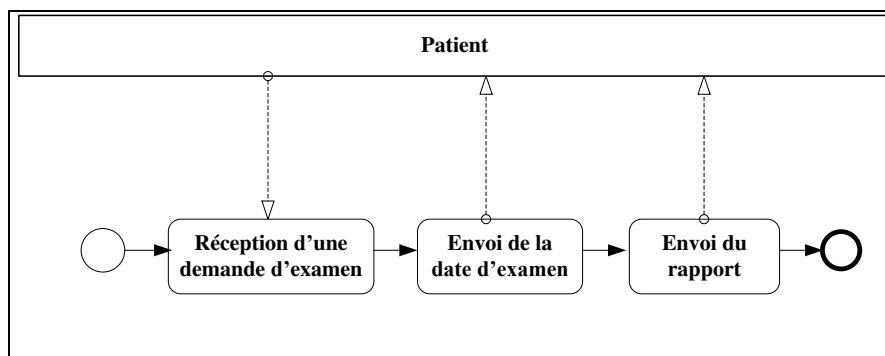 Patient
Réception d’une
demande d’examen
Envoi de la
date d’examen
Envoi du
rapport